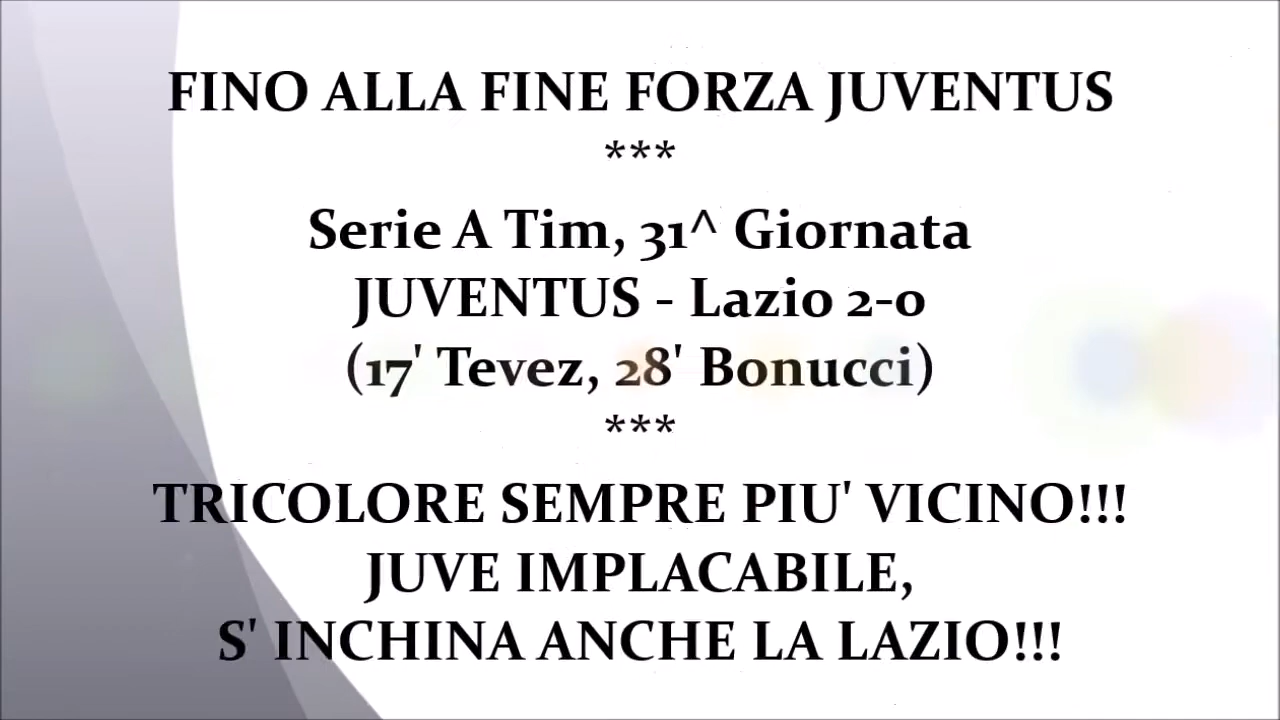 FINO ALLA FINE FORZA JUVENTUS
***
Serie A Tim, 31^ Giornata
JUVENTUS - Lazio 2-0
(17' Tevez, 28' Bonucci)
***
TRICOLORE SEMPRE PIU' VICINO!!!
JUVE IMPLACABILE,
S' INCHINA ANCHE LA LAZIO!!!